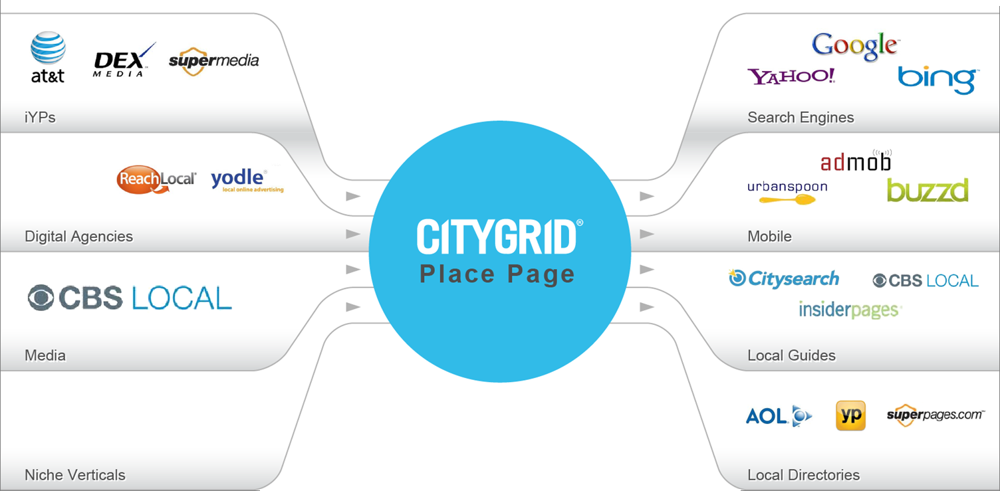 at&t
DEX
MEDIA
supermedia
iYPs
ReachLocal®
yodle®
local online advertising
Digital Agencies
CBS LOCAL
Media
Niche Verticals
CITYGRID®
Place Page
Google™
YAHOO!
bing™
Search Engines
admob
urbanspoon
buzzd
Mobile
Citysearch
CBS LOCAL
insiderpages
Local Guides
AOL
yp
superpages.com
Local Directories